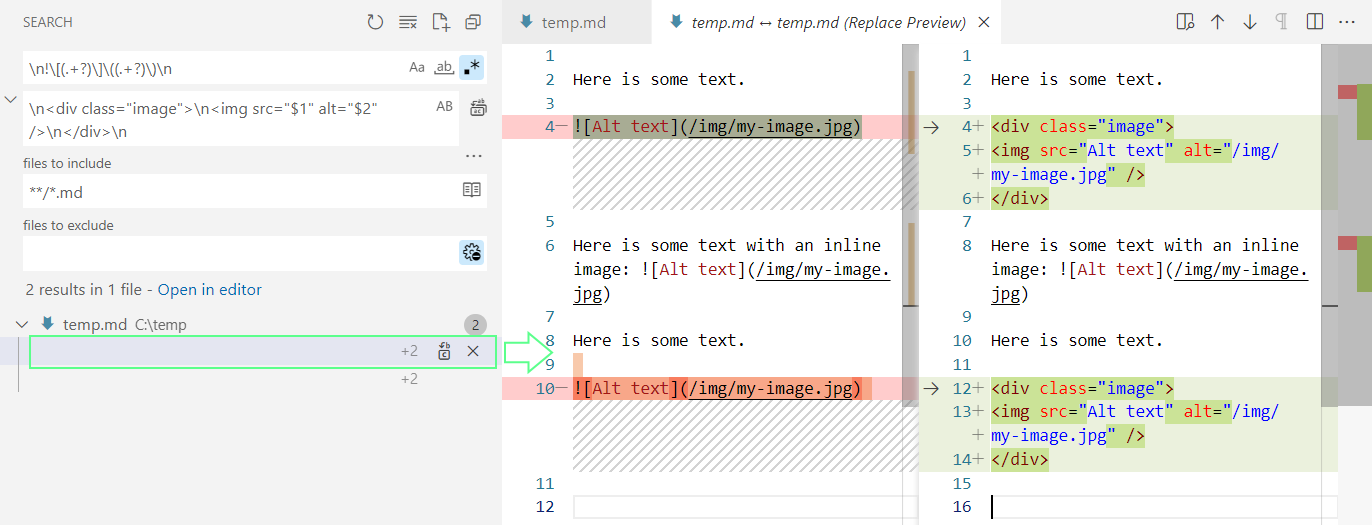 SEARCH
\n!\[(.+?)\]\((.+?)\)\n
Aa
ab
.*
\n<div class="image">\n<img src="$1" alt="$2"
/>\n</div>\n
AB
files to include
...
**/*.md
files to exclude
2 results in 1 file - Open in editor
temp.md C:\temp
2
+2
+2
temp.md
temp.md ↔ temp.md (Replace Preview)
1
2 Here is some text.
3
4− ![Alt text](/img/my-image.jpg)
5
6 Here is some text with an inline
image: ![Alt text](/img/my-image.
jpg)
7
8 Here is some text.
9
10− ![Alt text](/img/my-image.jpg)
11
12
1
2 Here is some text.
3
4+ <div class="image">
5+ <img src="Alt text" alt="/img/
+ my-image.jpg" />
6+ </div>
7
8 Here is some text with an inline
image: ![Alt text](/img/my-image.
jpg)
9
10 Here is some text.
11
12+ <div class="image">
13+ <img src="Alt text" alt="/img/
+ my-image.jpg" />
14+ </div>
15
16